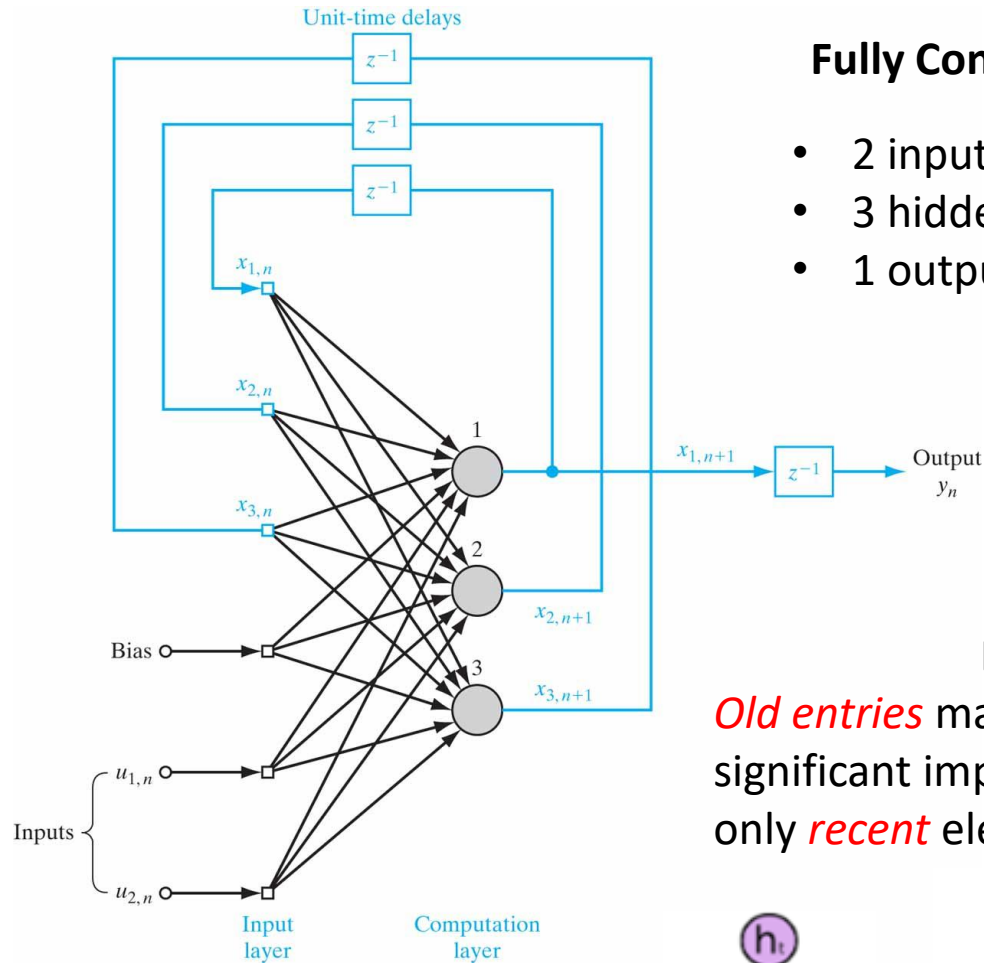 Unit-time delays
z⁻¹
z⁻¹
z⁻¹
x₁,ₙ
x₂,ₙ
x₃,ₙ
Bias
u₁,ₙ
Inputs
u₂,ₙ
Input
layer
1
2
3
Computation
layer
x₁,ₙ₊₁
x₂,ₙ₊₁
x₃,ₙ₊₁
z⁻¹
Output
yₙ
Fully Con
• 2 input
• 3 hidde
• 1 outpu
Old entries ma
significant imp
only recent ele
hₜ